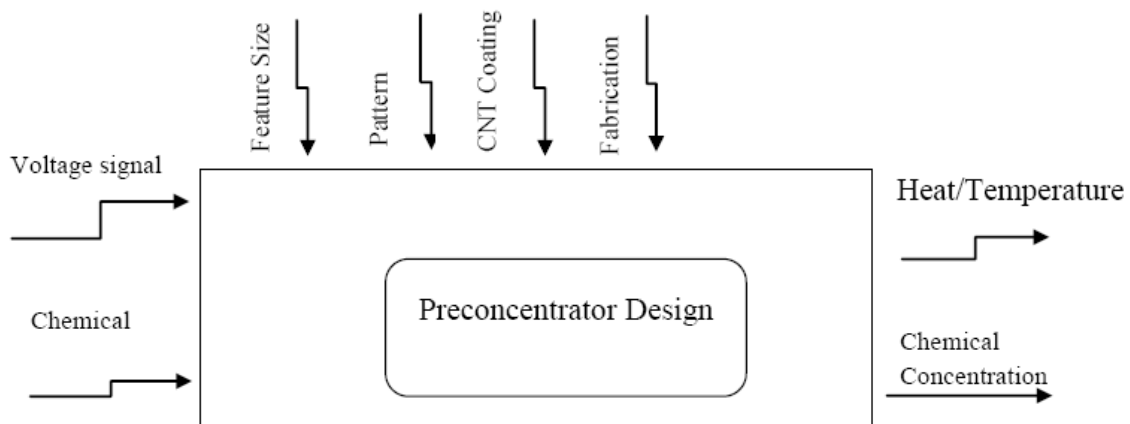 Feature Size
Pattern
CNT Coating
Fabrication
Voltage signal
Heat/Temperature
Preconcentrator Design
Chemical
Chemical
Concentration